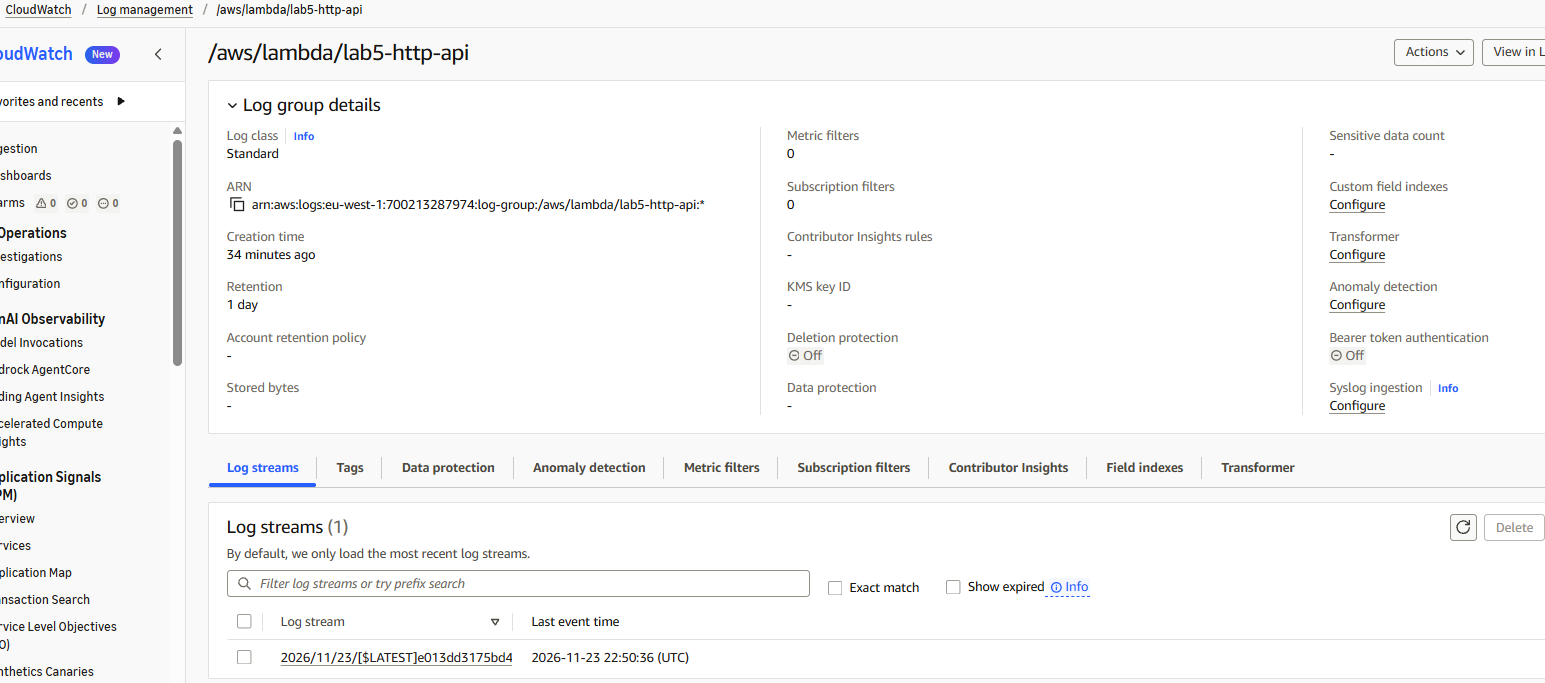 CloudWatch / Log management / /aws/lambda/lab5-http-api
oudWatch New
/aws/lambda/lab5-http-api
Actions
View in L
vorites and recents
gestion
shboards
arms 0 0 0
Operations
estigations
nfiguration
nAI Observability
del Invocations
drock AgentCore
ding Agent Insights
celerated Compute
ights
plication Signals
PM)
erview
rvices
plication Map
ansaction Search
rvice Level Objectives
O)
nthetics Canaries
Log group details
Log class Info
Standard
ARN
arn:aws:logs:eu-west-1:700213287974:log-group:/aws/lambda/lab5-http-api:*
Creation time
34 minutes ago
Retention
1 day
Account retention policy
-
Stored bytes
-
Metric filters
0
Subscription filters
0
Contributor Insights rules
-
KMS key ID
-
Deletion protection
Off
Data protection
-
Sensitive data count
-
Custom field indexes
Configure
Transformer
Configure
Anomaly detection
Configure
Bearer token authentication
Off
Syslog ingestion Info
Configure
Log streams Tags Data protection Anomaly detection Metric filters Subscription filters Contributor Insights Field indexes Transformer
Log streams (1)
Delete
By default, we only load the most recent log streams.
Filter log streams or try prefix search
Exact match
Show expired Info
Log stream Last event time
2026/11/23/[$LATEST]e013dd3175bd4 2026-11-23 22:50:36 (UTC)